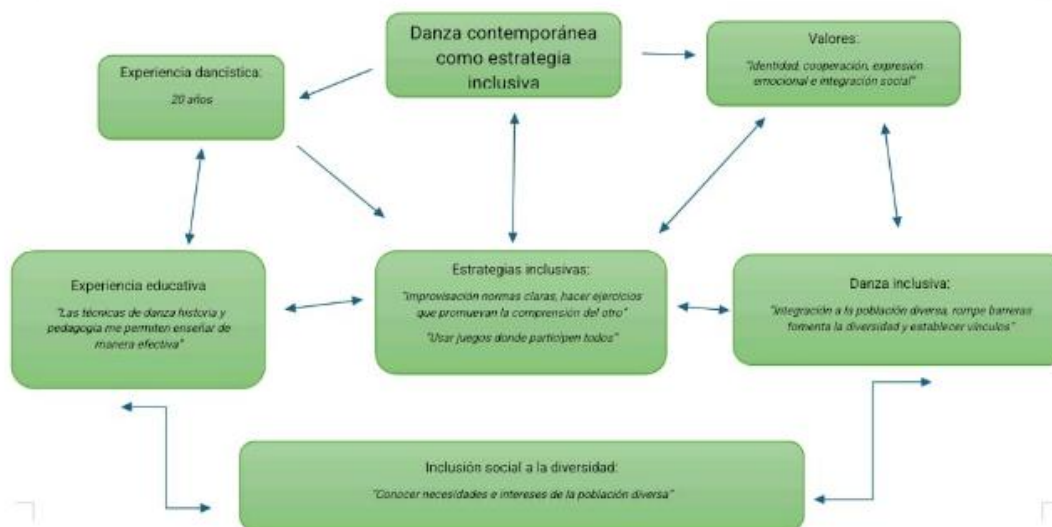 Danza contemporánea
como estrategia
inclusiva
Experiencia dancística:
20 años
Valores:
"Identidad, cooperación, expresión
emocional e integración social"
Experiencia educativa
"Las técnicas de danza historia y
pedagogía me permiten enseñar de
manera efectiva"
Estrategias inclusivas:
"Improvisación normas claras, hacer ejercicios
que promuevan la comprensión del otro"
"Usar juegos donde participen todos"
Danza inclusiva:
"Integración a la población diversa, rompe barreras
fomenta la diversidad y establecer vínculos"
Inclusión social a la diversidad:
"Conocer necesidades e intereses de la población diversa"